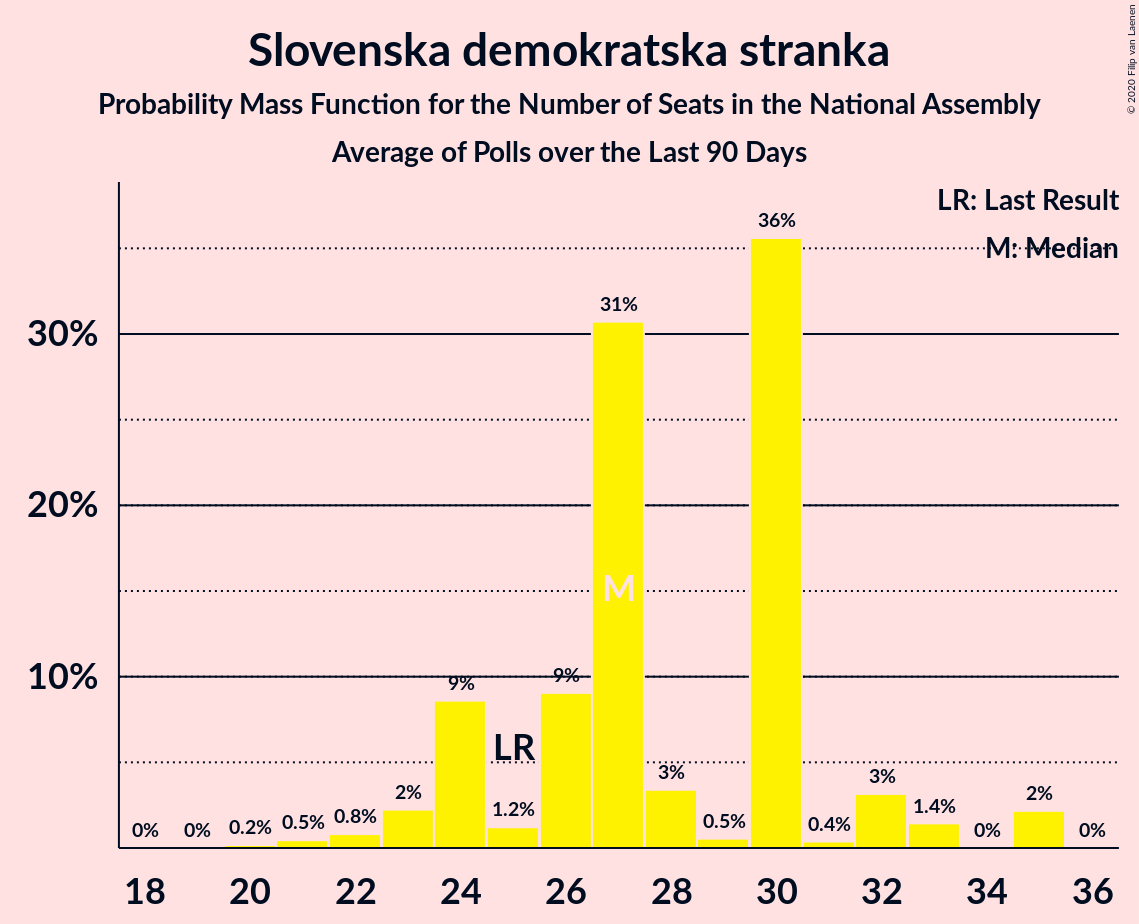 © 2020 Filip van Laenen
Slovenska demokratska stranka
Probability Mass Function for the Number of Seats in the National Assembly
Average of Polls over the Last 90 Days
LR: Last Result
M: Median
30%
20%
10%
0%
0%
0.2%
0.5%
0.8%
2%
9%
1.2%
9%
31%
3%
0.5%
36%
0.4%
3%
1.4%
0%
2%
0%
LR
M
18 20 22 24 26 28 30 32 34 36